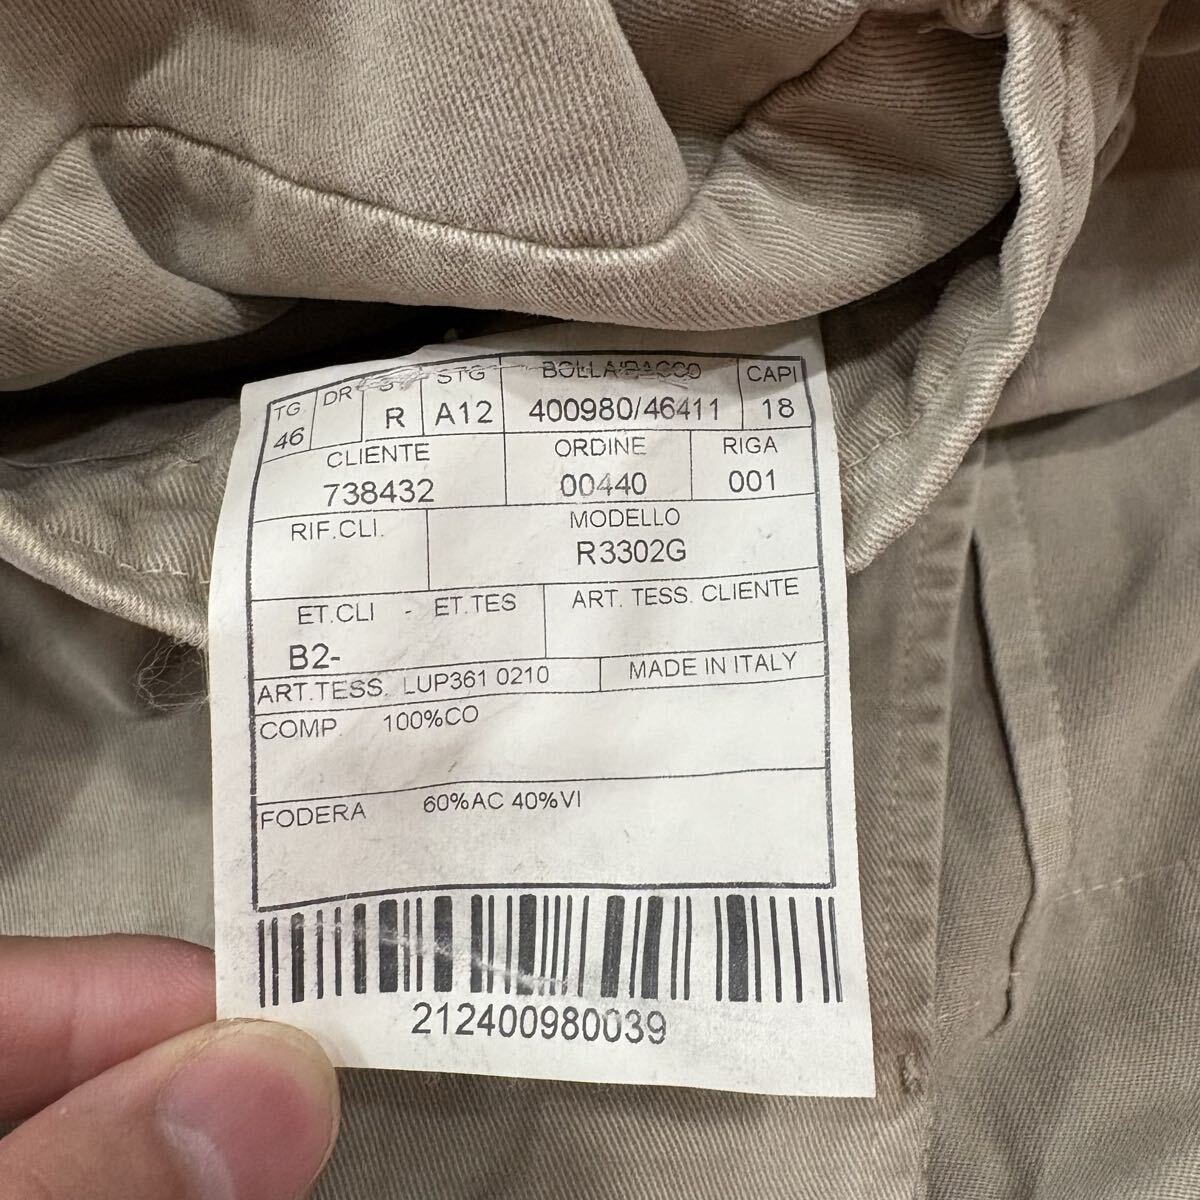 TG. DR STG CAPI
46 R A12 400980/46411 18
CLIENTE ORDINE RIGA
738432 00440 001
RIF.CLI. MODELLO
R3302G
ET.CLI - ET.TES ART. TESS. CLIENTE
B2-
ART.TESS. LUP361 0210 MADE IN ITALY
COMP. 100%CO
FODERA 60%AC 40%VI
212400980039